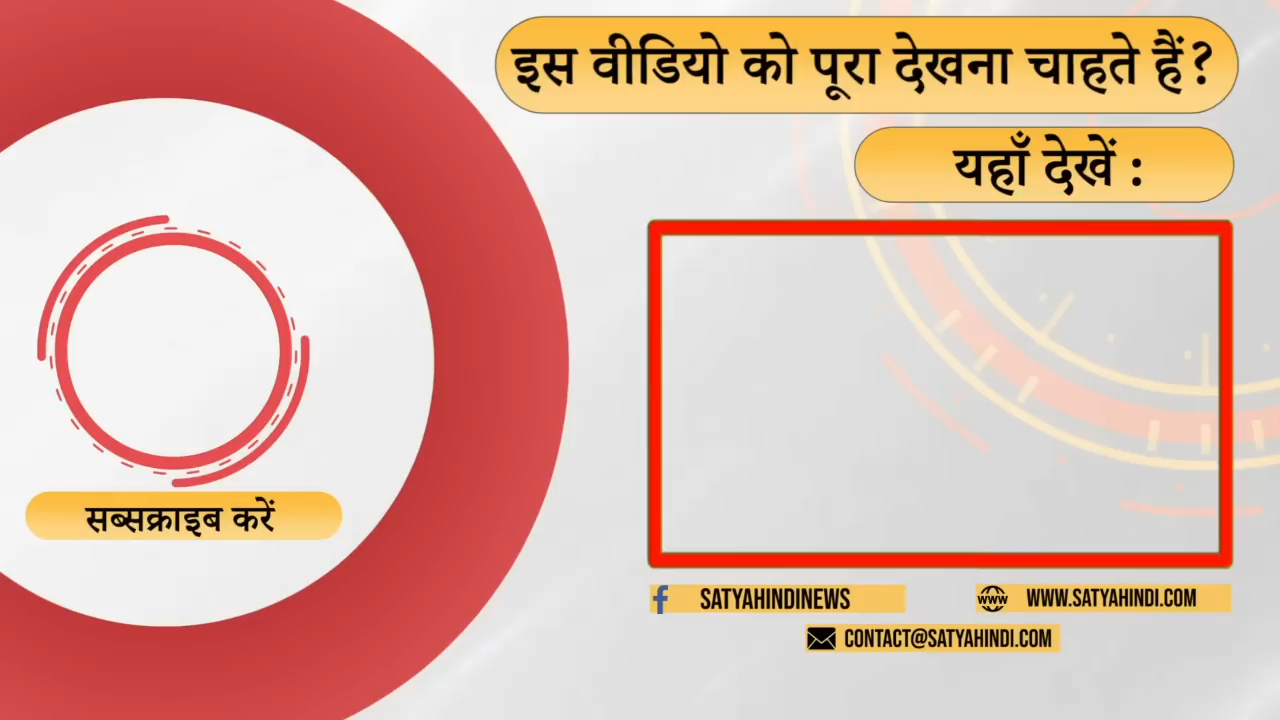 इस वीडियो को पूरा देखना चाहते हैं?
यहाँ देखें :
सब्सक्राइब करें
SATYAHINDINEWS
WWW.SATYAHINDI.COM
CONTACT@SATYAHINDI.COM